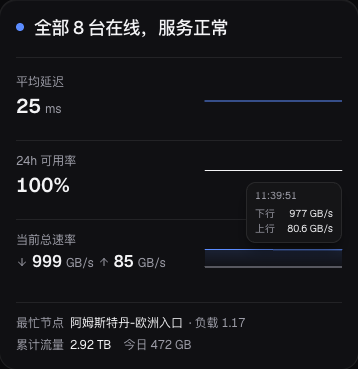 全部 8 台在线，服务正常
平均延迟
25 ms
24h 可用率
100%
11:39:51
下行 977 GB/s
上行 80.6 GB/s
当前总速率
↓ 999 GB/s ↑ 85 GB/s
最忙节点 阿姆斯特丹-欧洲入口 · 负载 1.17
累计流量 2.92 TB 今日 472 GB